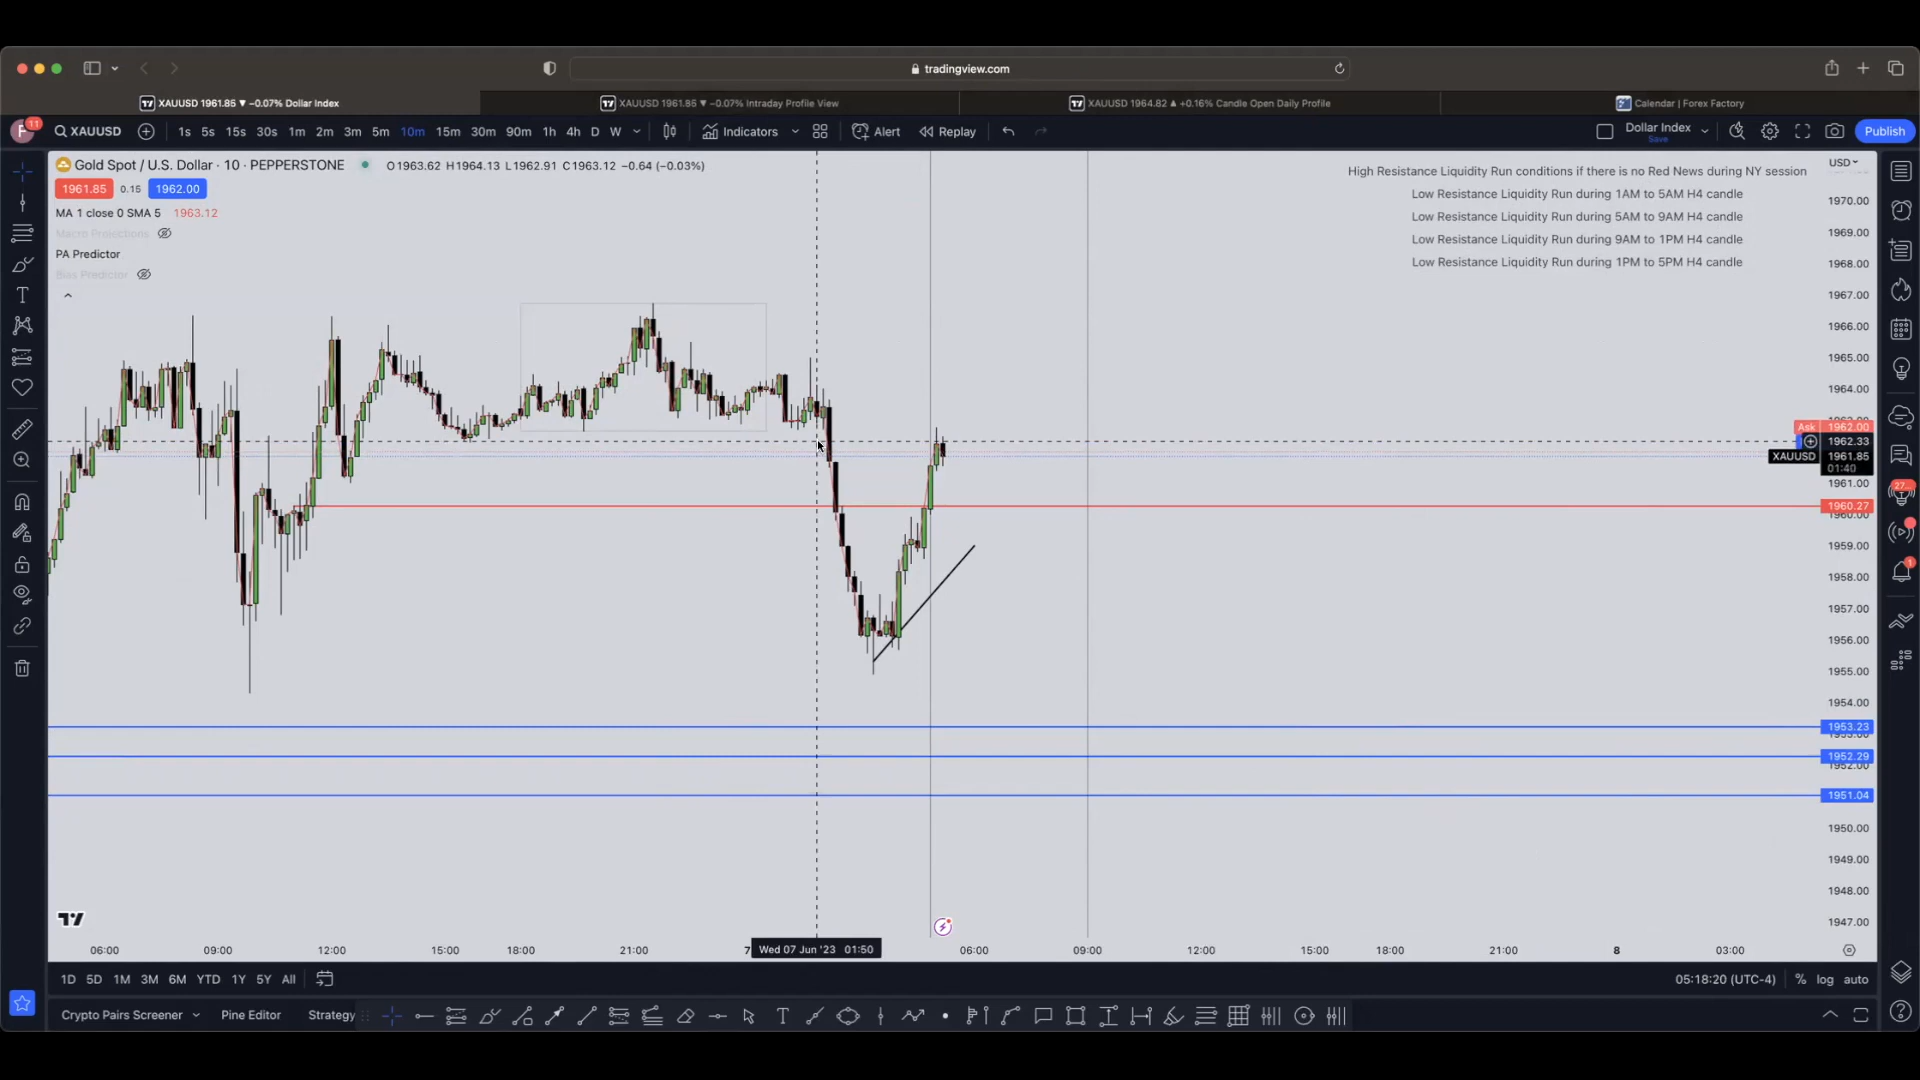 tradingview.com
XAUUSD 1961.85 ▼ −0.07% Dollar Index
XAUUSD 1961.85 ▼ −0.07% Intraday Profile View
XAUUSD 1964.82 ▲ +0.16% Candle Open Daily Profile
Calendar | Forex Factory
11
XAUUSD
1s 5s 15s 30s 1m 2m 3m 5m 10m 15m 30m 90m 1h 4h D W
Indicators
Alert
Replay
Dollar Index
Save
Publish
Gold Spot / U.S. Dollar · 10 · PEPPERSTONE
O1963.62 H1964.13 L1962.91 C1963.12 −0.64 (−0.03%)
1961.85 0.15 1962.00
MA 1 close 0 SMA 5 1963.12
Macro Projections
PA Predictor
Bias Predictor
High Resistance Liquidity Run conditions if there is no Red News during NY session
Low Resistance Liquidity Run during 1AM to 5AM H4 candle
Low Resistance Liquidity Run during 5AM to 9AM H4 candle
Low Resistance Liquidity Run during 9AM to 1PM H4 candle
Low Resistance Liquidity Run during 1PM to 5PM H4 candle
USD
1970.00
1969.00
1968.00
1967.00
1966.00
1965.00
1964.00
Ask 1962.00
1962.33
XAUUSD 1961.85
01:40
1961.00
1960.27
1959.00
1958.00
1957.00
1956.00
1955.00
1954.00
1953.23
1952.29
1952.00
1951.04
1950.00
1949.00
1948.00
1947.00
27...
1
06:00 09:00 12:00 15:00 18:00 21:00 7 Wed 07 Jun '23 01:50 06:00 09:00 12:00 15:00 18:00 21:00 8 03:00
1D 5D 1M 3M 6M YTD 1Y 5Y All
05:18:20 (UTC-4) % log auto
Crypto Pairs Screener
Pine Editor
Strategy